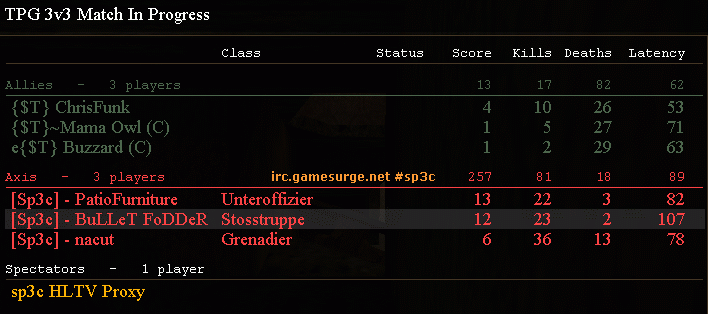 TPG 3v3 Match In Progress
Class Status Score Kills Deaths Latency
Allies - 3 players 13 17 82 62
{$T} ChrisFunk 4 10 26 53
{$T}~Mama Owl (C) 1 5 27 71
e{$T} Buzzard (C) 1 2 29 63
Axis - 3 players irc.gamesurge.net #sp3c 257 81 18 89
[Sp3c] - PatioFurniture Unteroffizier 13 22 3 82
[Sp3c] - BuLLeT FoDDeR Stosstruppe 12 23 2 107
[Sp3c] - nacut Grenadier 6 36 13 78
Spectators - 1 player
sp3c HLTV Proxy